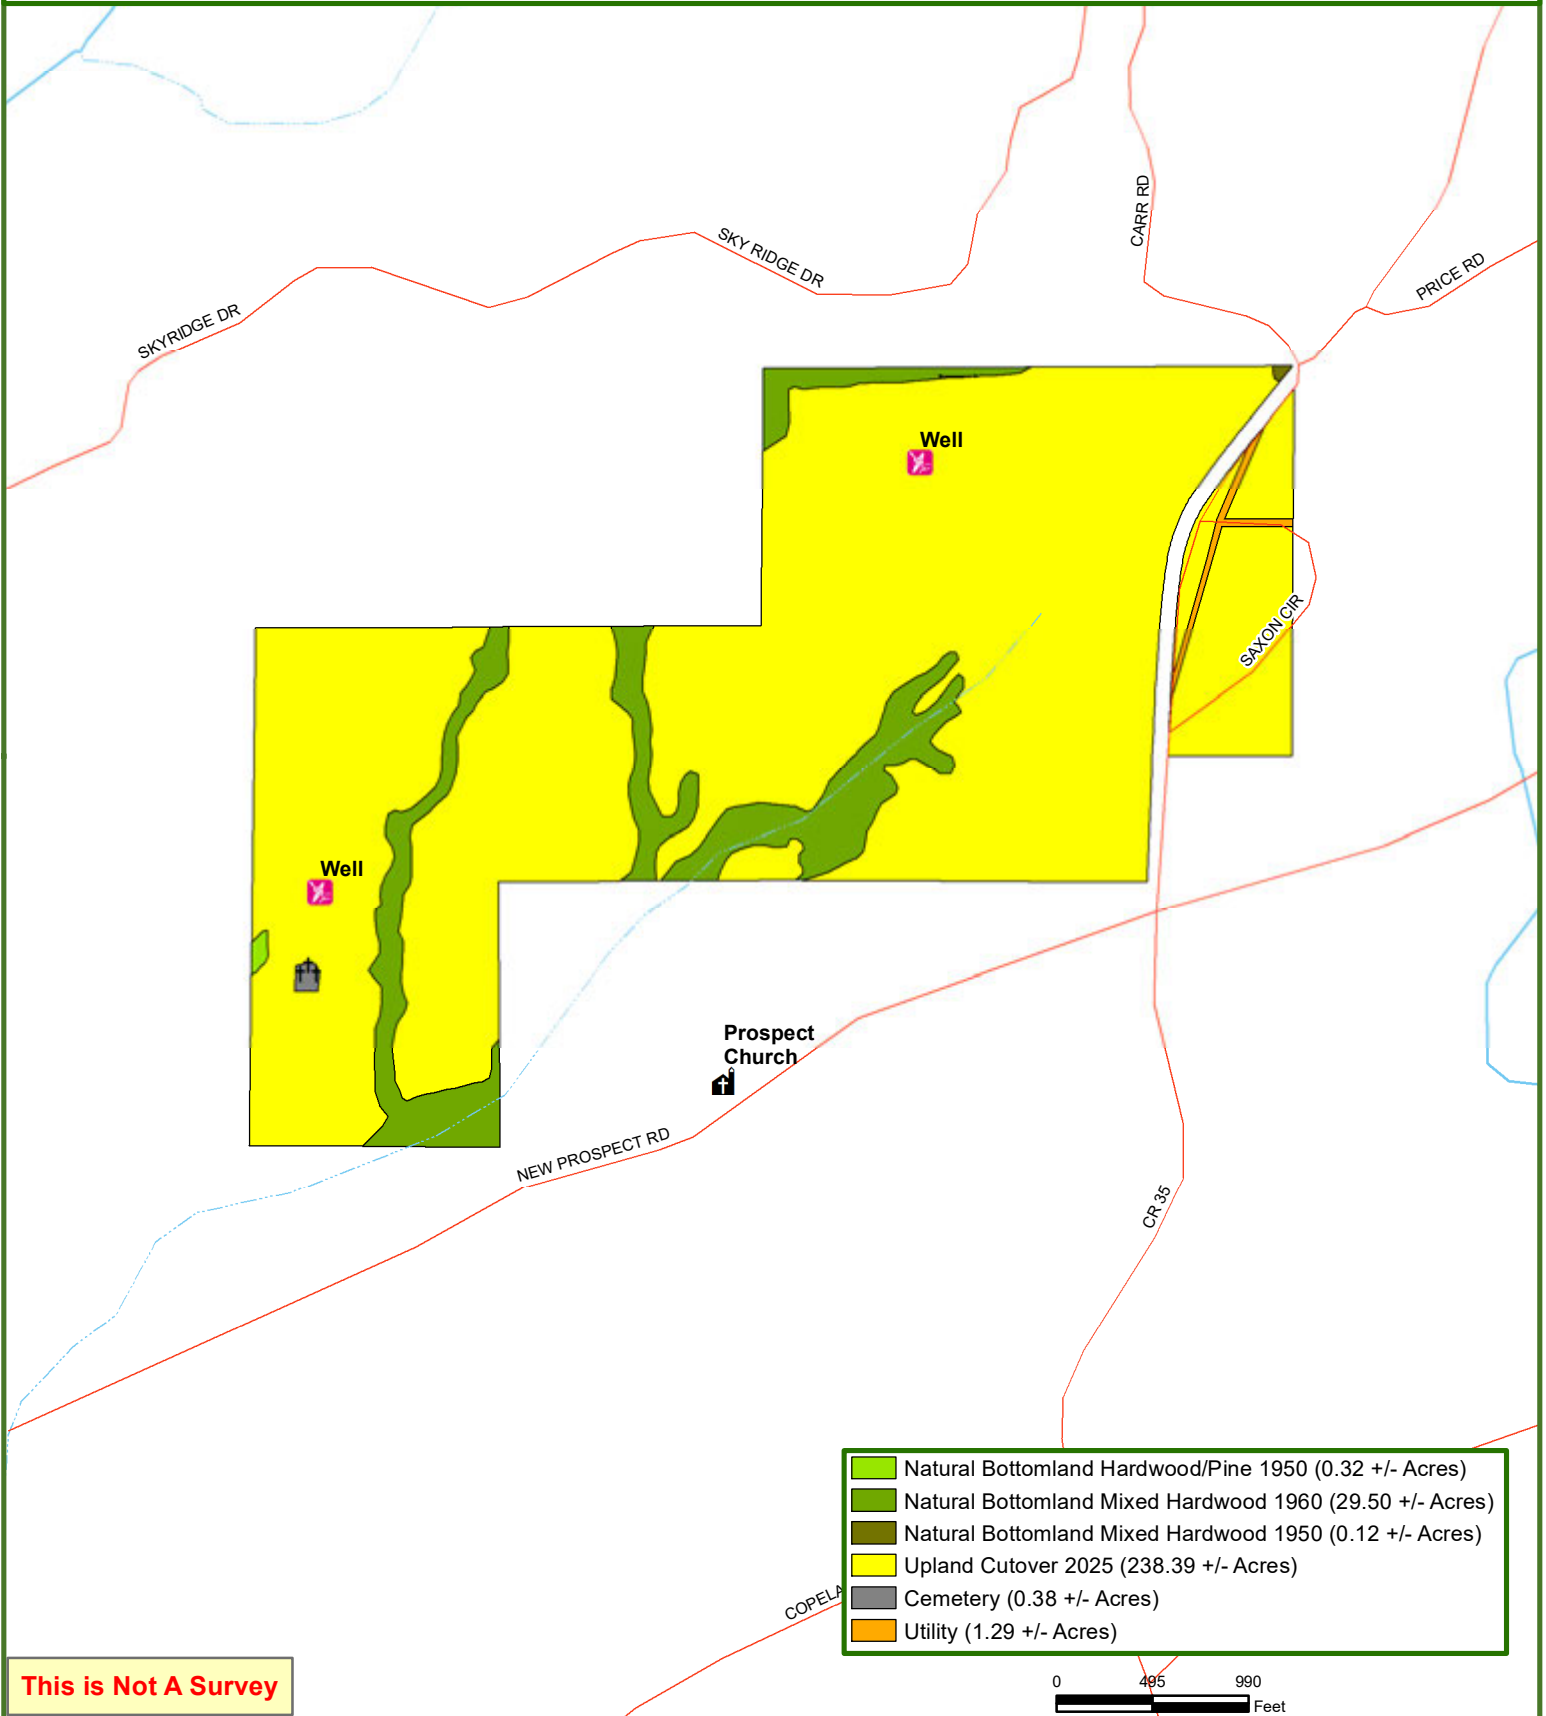 CARR RD
SKY RIDGE DR
PRICE RD
SKYRIDGE DR
Well
SAXON CIR
Well
Prospect
Church
NEW PROSPECT RD
CR 35
Natural Bottomland Hardwood/Pine 1950 (0.32 +/- Acres)
Natural Bottomland Mixed Hardwood 1960 (29.50 +/- Acres)
Natural Bottomland Mixed Hardwood 1950 (0.12 +/- Acres)
Upland Cutover 2025 (238.39 +/- Acres)
Cemetery (0.38 +/- Acres)
Utility (1.29 +/- Acres)
COPELA
This is Not A Survey
0 495 990
Feet